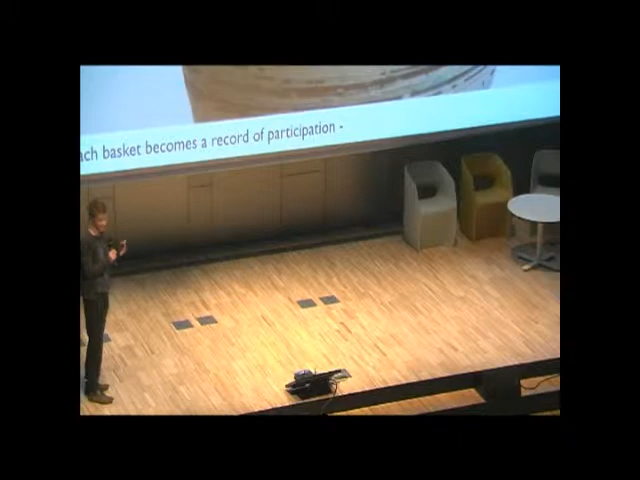 ach basket becomes a record of participation -